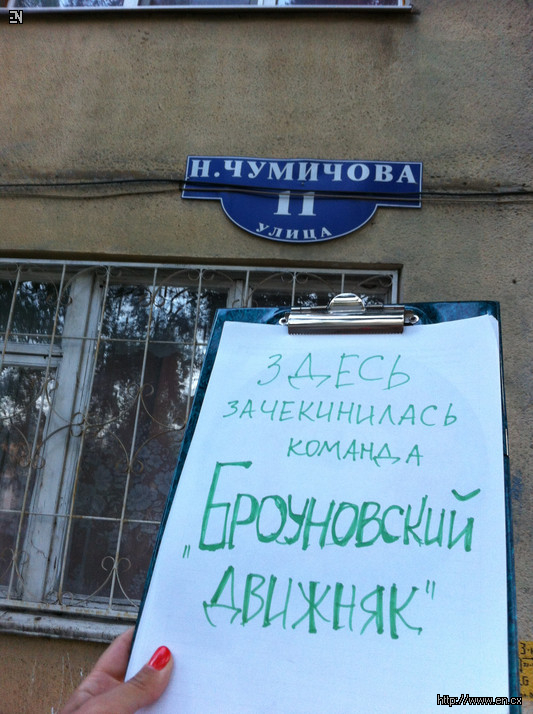 EN
Н. ЧУМИЧОВА
11
УЛИЦА
ЗДЕСЬ
ЗАЧЕКИНИЛАСЬ
КОМАНДА
„БРОУНОВСКИЙ
ДВИЖНЯК"
http://www.en.cx